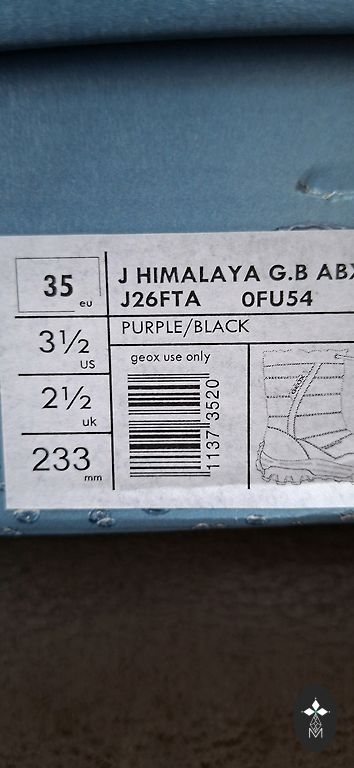 35 eu
J HIMALAYA G.B ABX
J26FTA 0FU54
PURPLE/BLACK
3½ US
2½ uk
233 mm
geox use only
1137 3520
GEOX
M